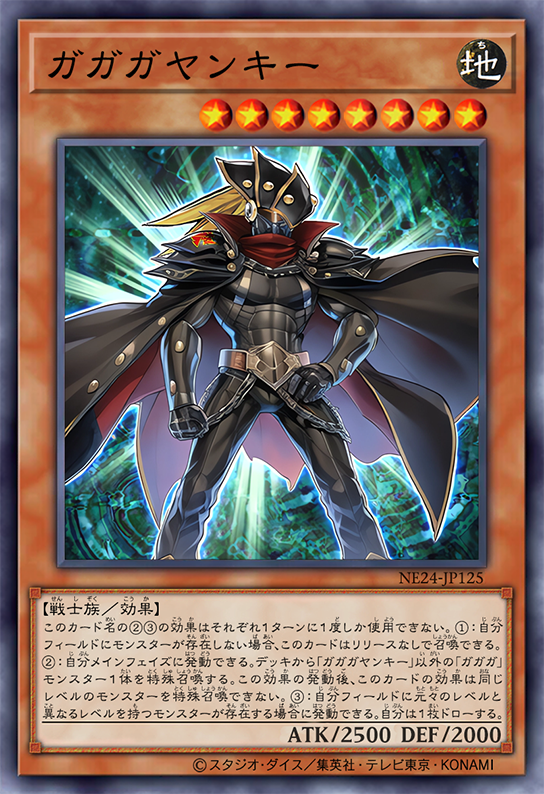 ガガガヤンキー
地
NE24-JP125
【戦士族／効果】
このカード名の②③の効果はそれぞれ1ターンに1度しか使用できない。①：自分
フィールドにモンスターが存在しない場合、このカードはリリースなしで召喚できる。
②：自分メインフェイズに発動できる。デッキから「ガガガヤンキー」以外の「ガガガ」
モンスター1体を特殊召喚する。この効果の発動後、このカードの効果は同じ
レベルのモンスターを特殊召喚できない。③：自分フィールドに元々のレベルと
異なるレベルを持つモンスターが存在する場合に発動できる。自分は1枚ドローする。
ATK/2500 DEF/2000
©スタジオ・ダイス／集英社・テレビ東京・KONAMI